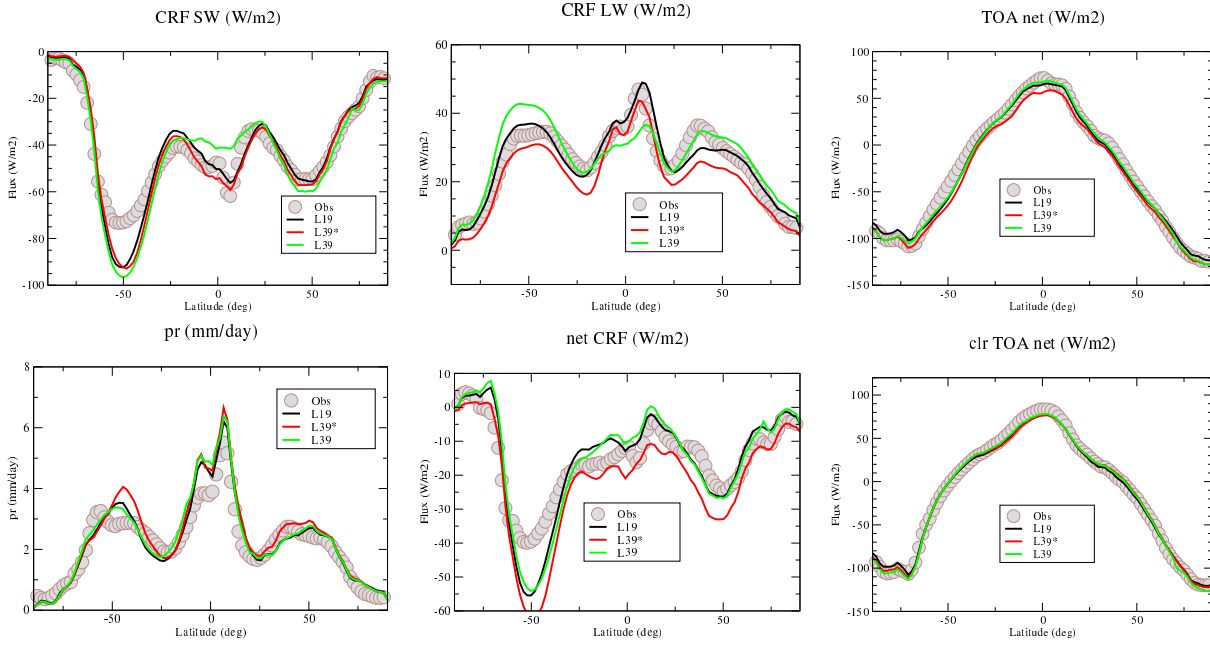 CRF SW (W/m2)
0
-20
-40
-60
-80
-100
Flux (W/m2)
-50
0
50
Latitude (deg)
Obs
L19
L39*
L39
CRF LW (W/m2)
60
40
20
0
Flux (W/m2)
-50
0
50
Latitude (deg)
Obs
L19
L39*
L39
TOA net (W/m2)
100
50
0
-50
-100
-150
Flux (W/m2)
-50
0
50
Latitude (deg)
Obs
L19
L39*
L39
pr (mm/day)
8
6
4
2
0
pr (mm/day)
-50
0
50
Latitude (deg)
Obs
L19
L39*
L39
net CRF (W/m2)
10
0
-10
-20
-30
-40
-50
-60
Flux (W/m2)
-50
0
50
Latitude (deg)
Obs
L19
L39*
L39
clr TOA net (W/m2)
100
50
0
-50
-100
-150
Flux (W/m2)
-50
0
50
Latitude (deg)
Obs
L19
L39*
L39